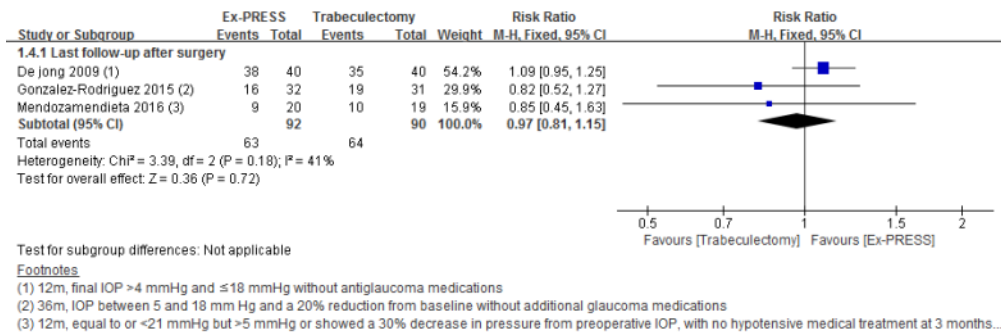 Ex-PRESS Trabeculectomy Risk Ratio Risk Ratio
Study or Subgroup Events Total Events Total Weight M-H, Fixed, 95% CI M-H, Fixed, 95% CI
1.4.1 Last follow-up after surgery
De jong 2009 (1) 38 40 35 40 54.2% 1.09 [0.95, 1.25]
Gonzalez-Rodriguez 2015 (2) 16 32 19 31 29.9% 0.82 [0.52, 1.27]
Mendozamendieta 2016 (3) 9 20 10 19 15.9% 0.85 [0.45, 1.63]
Subtotal (95% CI) 92 90 100.0% 0.97 [0.81, 1.15]
Total events 63 64
Heterogeneity: Chi² = 3.39, df = 2 (P = 0.18); I² = 41%
Test for overall effect: Z = 0.36 (P = 0.72)
0.5 0.7 1 1.5 2
Favours [Trabeculectomy] Favours [Ex-PRESS]
Test for subgroup differences: Not applicable
Footnotes
(1) 12m, final IOP >4 mmHg and ≤18 mmHg without antiglaucoma medications
(2) 36m, IOP between 5 and 18 mm Hg and a 20% reduction from baseline without additional glaucoma medications
(3) 12m, equal to or <21 mmHg but >5 mmHg or showed a 30% decrease in pressure from preoperative IOP, with no hypotensive medical treatment at 3 months...